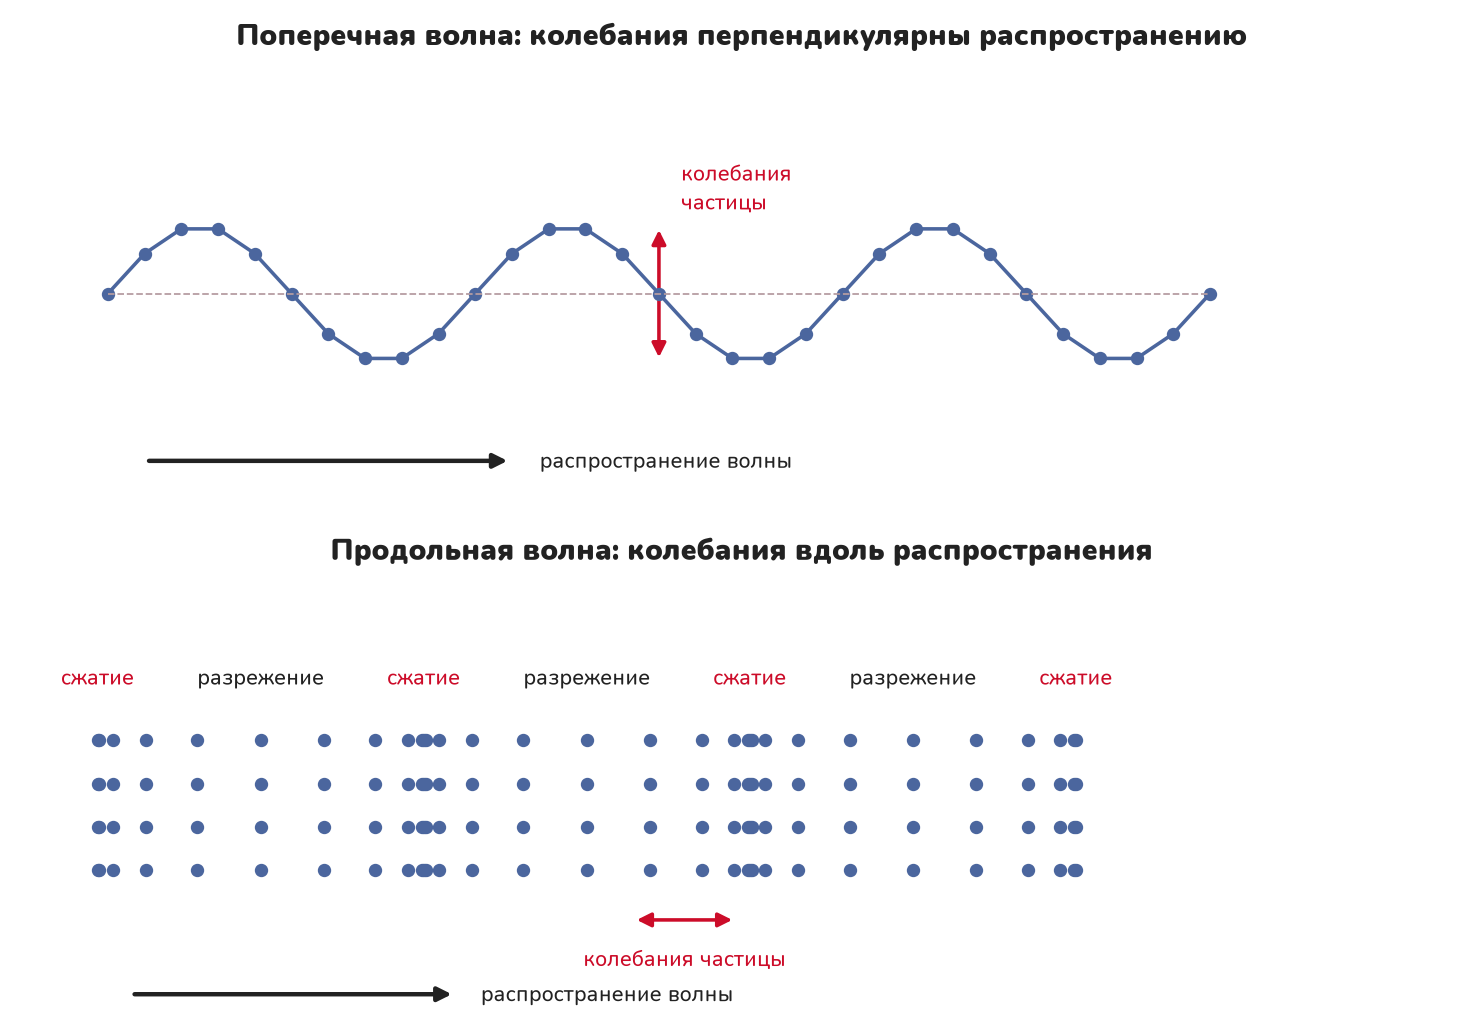 Поперечная волна: колебания перпендикулярны распространению
колебания
частицы
распространение волны
Продольная волна: колебания вдоль распространения
сжатие разрежение сжатие разрежение сжатие разрежение сжатие
колебания частицы
распространение волны